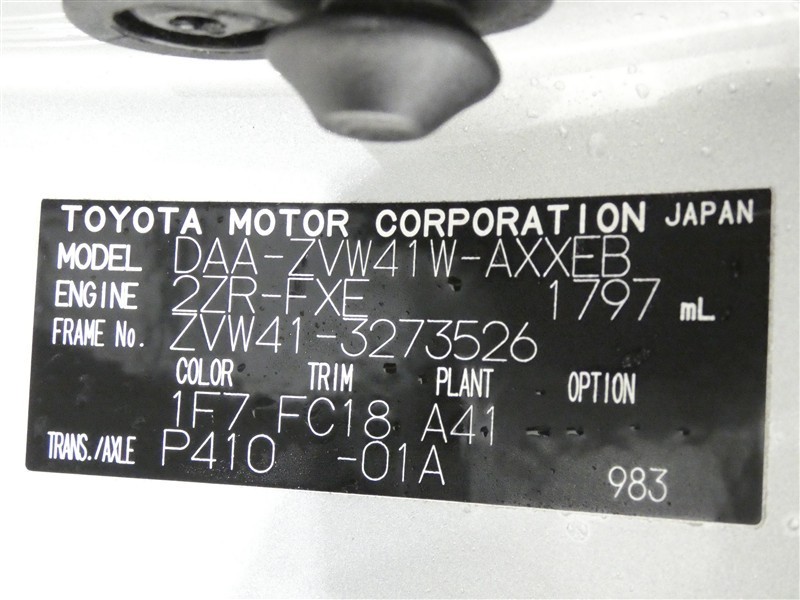 TOYOTA MOTOR CORPORATION JAPAN
MODEL DAA-ZVW41W-AXXEB
ENGINE 2ZR-FXE 1797 mL
FRAME No. ZVW41-3273526
COLOR TRIM PLANT OPTION
1F7 FC18 A41 - - - -
TRANS./AXLE P410 -01A
983